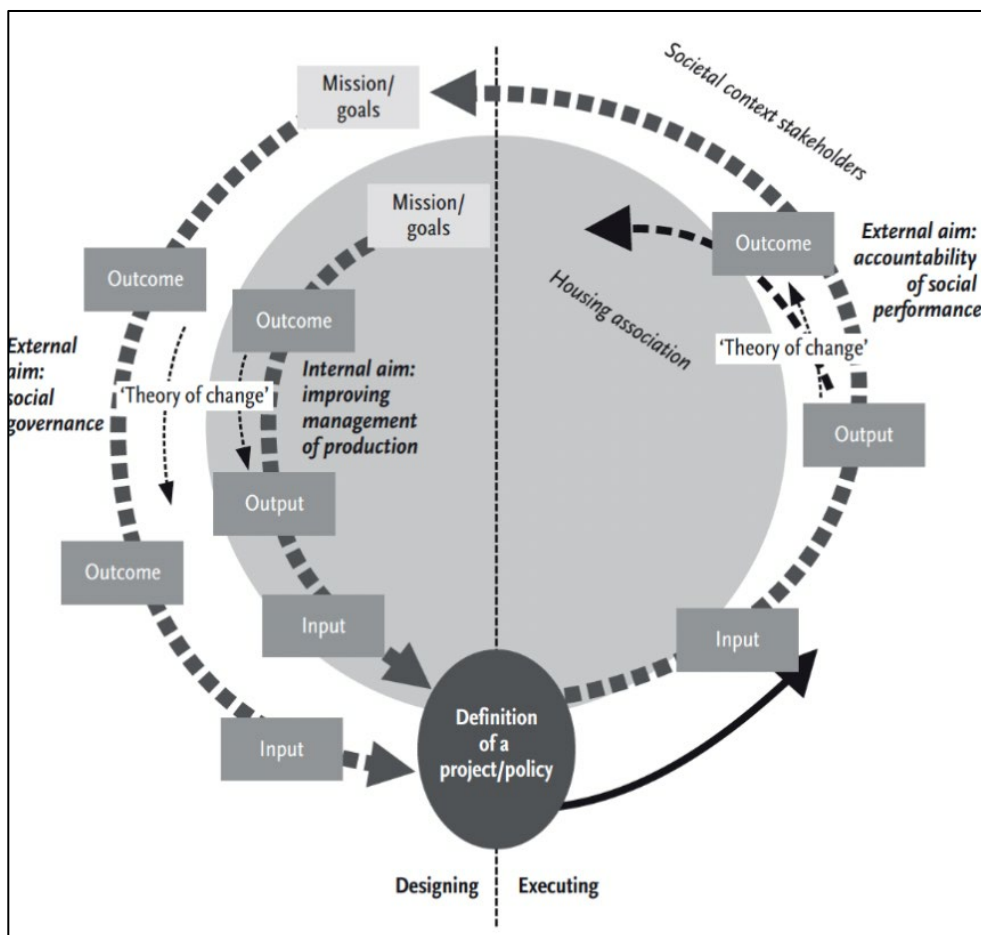 Mission/
goals
Societal context stakeholders
Mission/
goals
Outcome
Outcome
External
aim:
social
governance
'Theory of change'
Internal aim:
improving
management
of production
Housing association
Outcome
External aim:
accountability
of social
performance
'Theory of change'
Output
Output
Outcome
Input
Input
Input
Definition
of a
project/policy
Designing
Executing